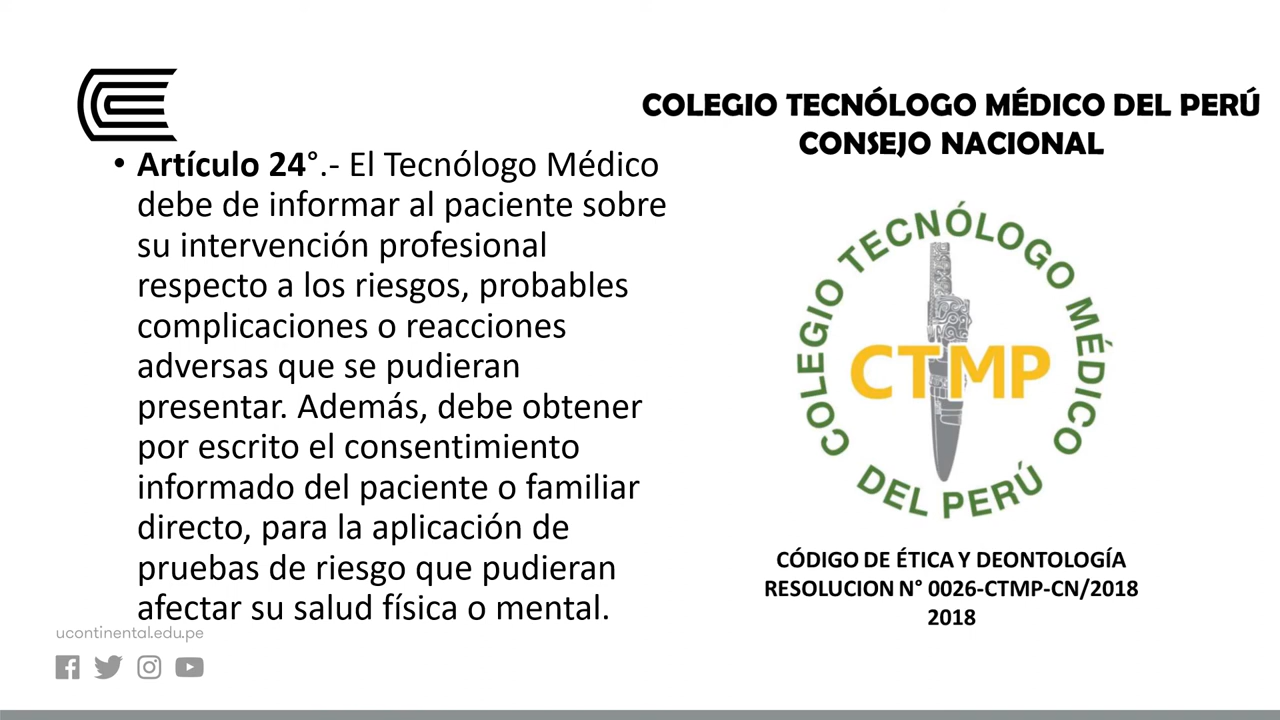 COLEGIO TECNÓLOGO MÉDICO DEL PERÚ
CONSEJO NACIONAL
• Artículo 24°.- El Tecnólogo Médico
debe de informar al paciente sobre
su intervención profesional
respecto a los riesgos, probables
complicaciones o reacciones
adversas que se pudieran
presentar. Además, debe obtener
por escrito el consentimiento
informado del paciente o familiar
directo, para la aplicación de
pruebas de riesgo que pudieran
afectar su salud física o mental.
COLEGIO TECNÓLOGO MÉDICO
CTMP
DEL PERÚ
CÓDIGO DE ÉTICA Y DEONTOLOGÍA
RESOLUCION N° 0026-CTMP-CN/2018
2018
ucontinental.edu.pe